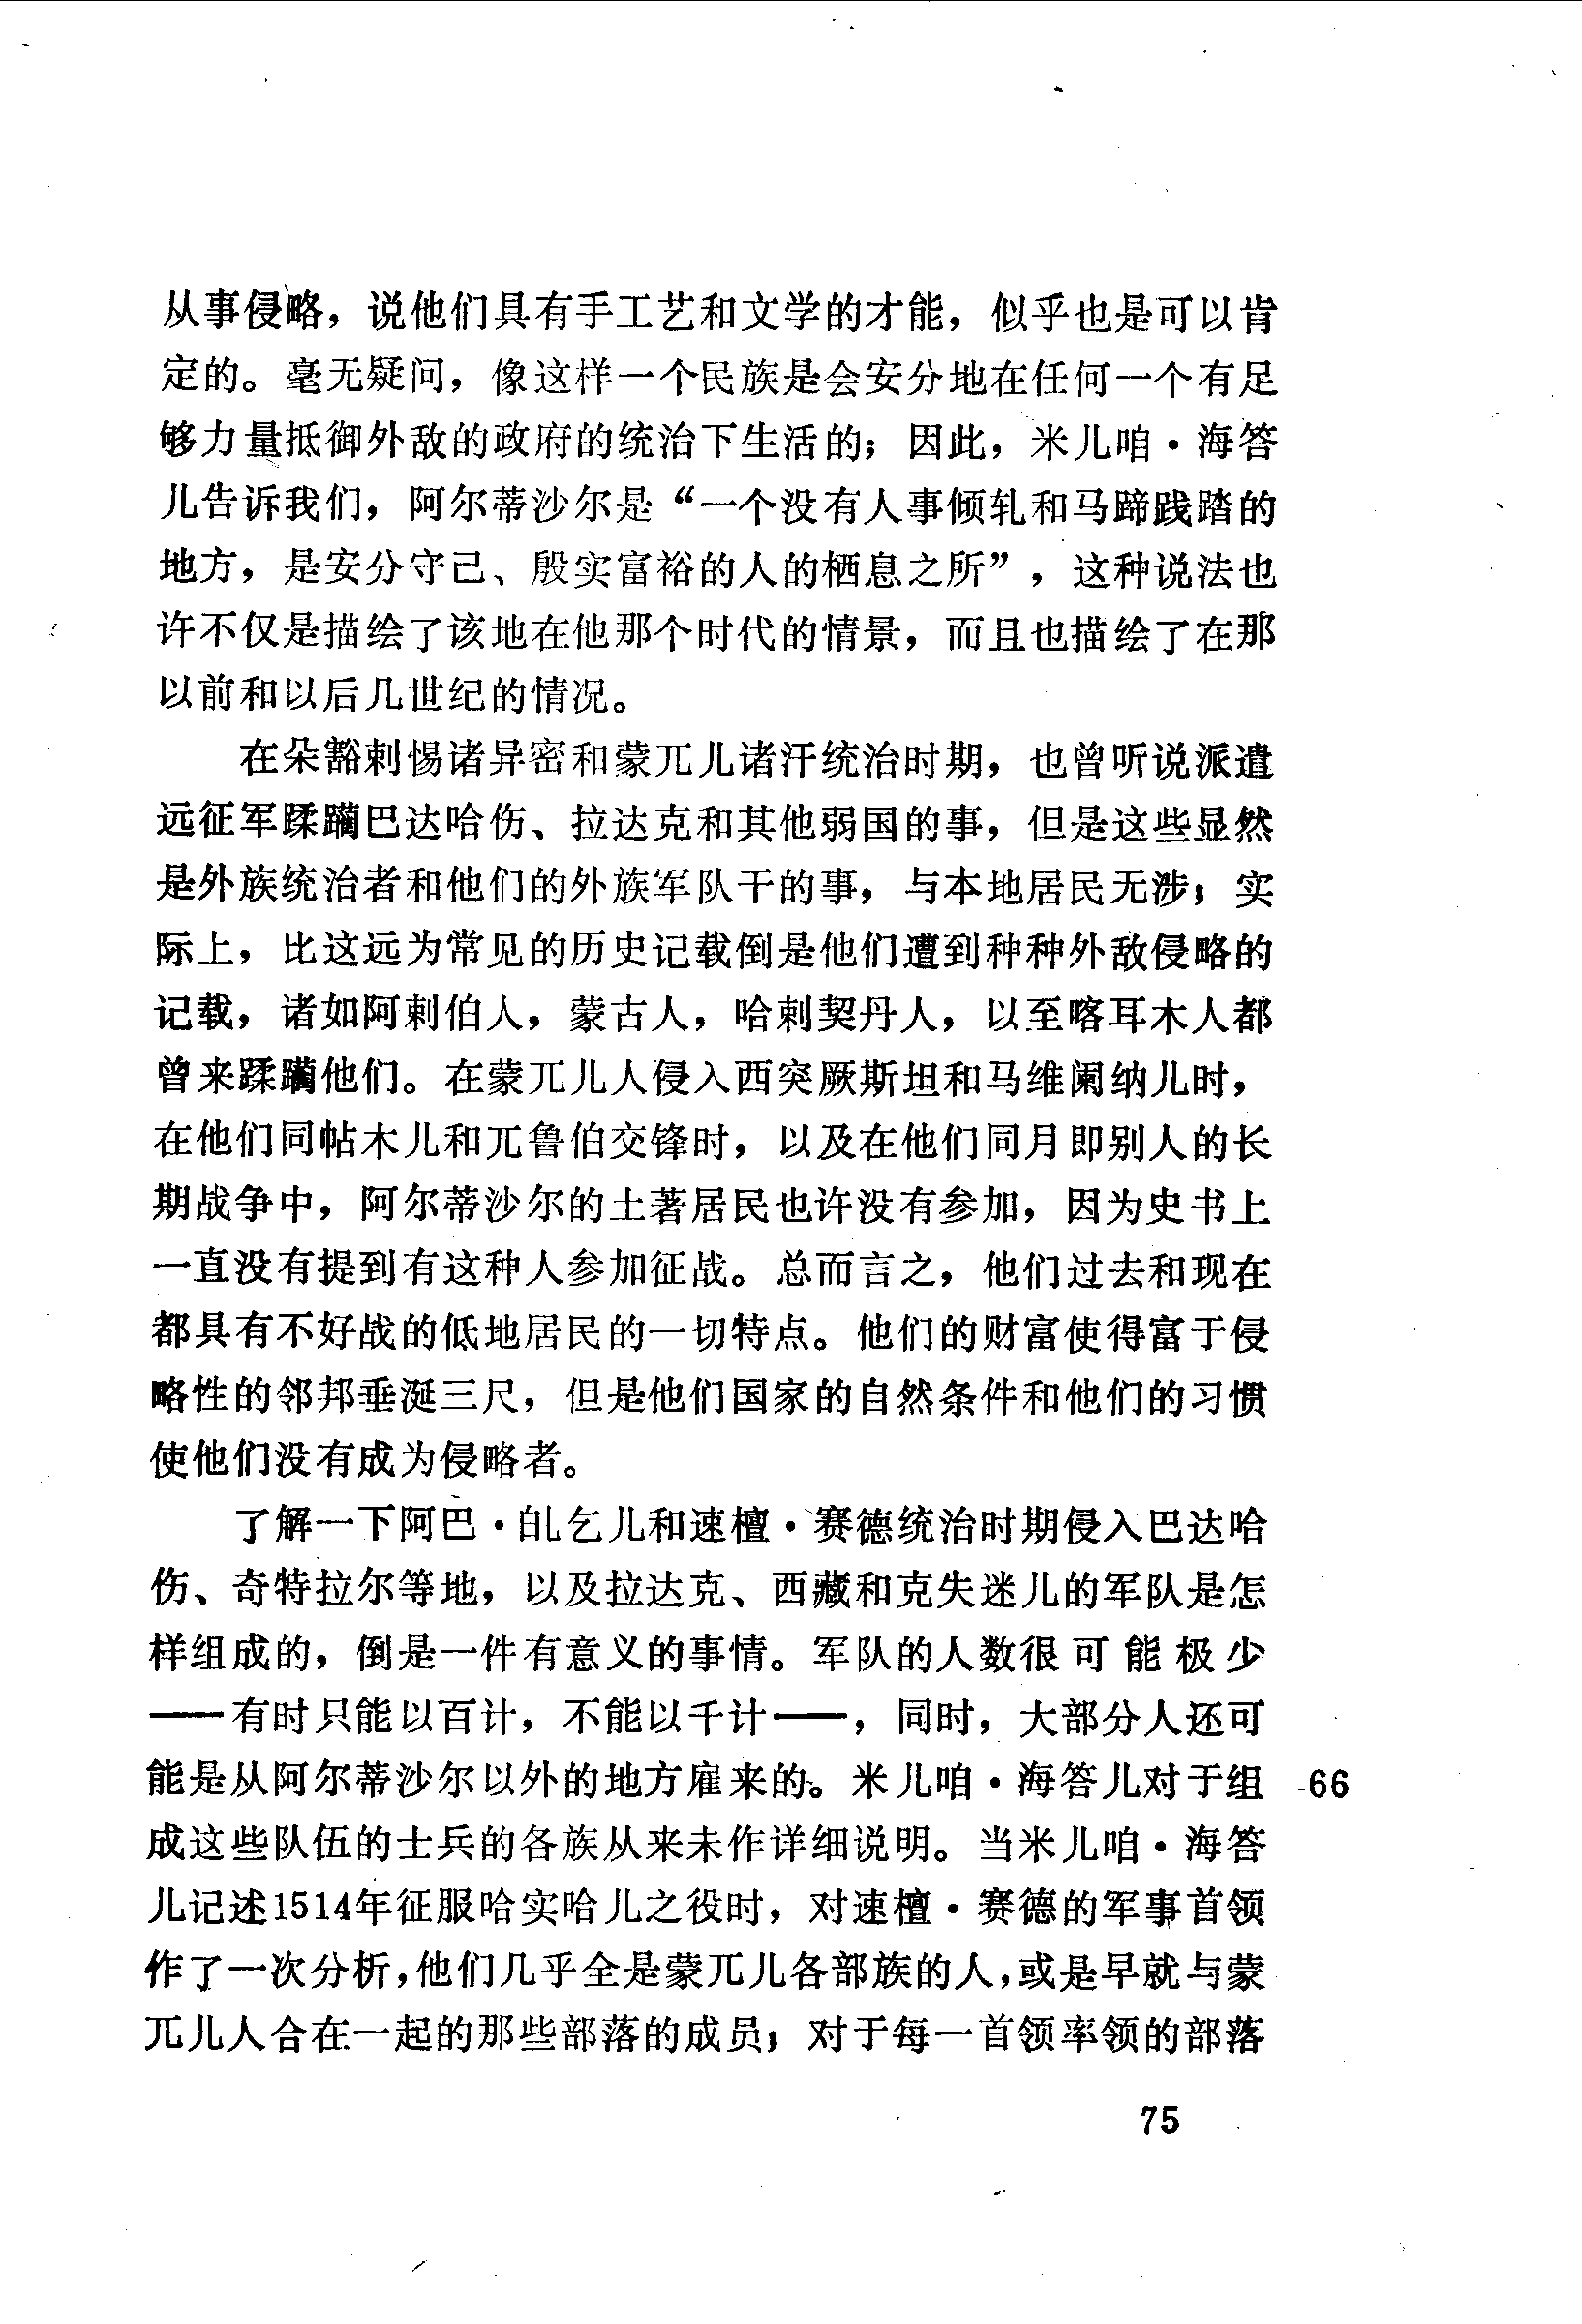 从事侵略，说他们具有手工艺和文学的才能，似乎也是可以肯
定的。毫无疑问，像这样一个民族是会安分地在任何一个有足
够力量抵御外敌的政府的统治下生活的；因此，米儿咱·海答
儿告诉我们，阿尔蒂沙尔是“一个没有人事倾轧和马蹄践踏的
地方，是安分守己、殷实富裕的人的栖息之所”，这种说法也
许不仅是描绘了该地在他那个时代的情景，而且也描绘了在那
以前和以后几世纪的情况。
在朵豁剌惕诸异密和蒙兀儿诸汗统治时期，也曾听说派遣
远征军蹂躏巴达哈伤、拉达克和其他弱国的事，但是这些显然
是外族统治者和他们的外族军队干的事，与本地居民无涉；实
际上，比这远为常见的历史记载倒是他们遭到种种外敌侵略的
记载，诸如阿剌伯人，蒙古人，哈剌契丹人，以至喀耳木人都
曾来蹂躏他们。在蒙兀儿人侵入西突厥斯坦和马维阑纳儿时，
在他们同帖木儿和兀鲁伯交锋时，以及在他们同月即别人的长
期战争中，阿尔蒂沙尔的土著居民也许没有参加，因为史书上
一直没有提到有这种人参加征战。总而言之，他们过去和现在
都具有不好战的低地居民的一切特点。他们的财富使得富于侵
略性的邻邦垂涎三尺，但是他们国家的自然条件和他们的习惯
使他们没有成为侵略者。
了解一下阿巴·癿乞儿和速檀·赛德统治时期侵入巴达哈
伤、奇特拉尔等地，以及拉达克、西藏和克失迷儿的军队是怎
样组成的，倒是一件有意义的事情。军队的人数很可能极少
——有时只能以百计，不能以千计——，同时，大部分人还可
能是从阿尔蒂沙尔以外的地方雇来的。米儿咱·海答儿对于组 -66
成这些队伍的士兵的各族从来未作详细说明。当米儿咱·海答
儿记述1514年征服哈实哈儿之役时，对速檀·赛德的军事首领
作了一次分析，他们几乎全是蒙兀儿各部族的人，或是早就与蒙
兀儿人合在一起的那些部落的成员；对于每一首领率领的部落
75